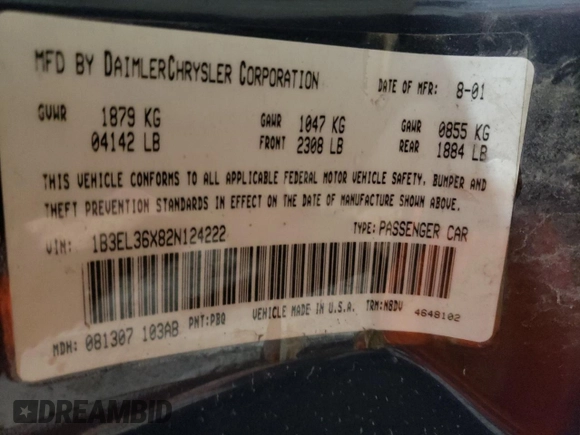 MFD BY DAIMLERCHRYSLER CORPORATION DATE OF MFR: 8-01
GVWR 1879 KG GAWR 1047 KG GAWR 0855 KG
04142 LB FRONT 2308 LB REAR 1884 LB
THIS VEHICLE CONFORMS TO ALL APPLICABLE FEDERAL MOTOR VEHICLE SAFETY, BUMPER AND
THEFT PREVENTION STANDARDS IN EFFECT ON THE DATE OF MANUFACTURE SHOWN ABOVE.
VIN: 1B3EL36X82N124222 TYPE: PASSENGER CAR
MDH: 081307 103AB PNT:PBQ VEHICLE MADE IN U.S.A. TRM:N8DV 4648102
DREAMBID